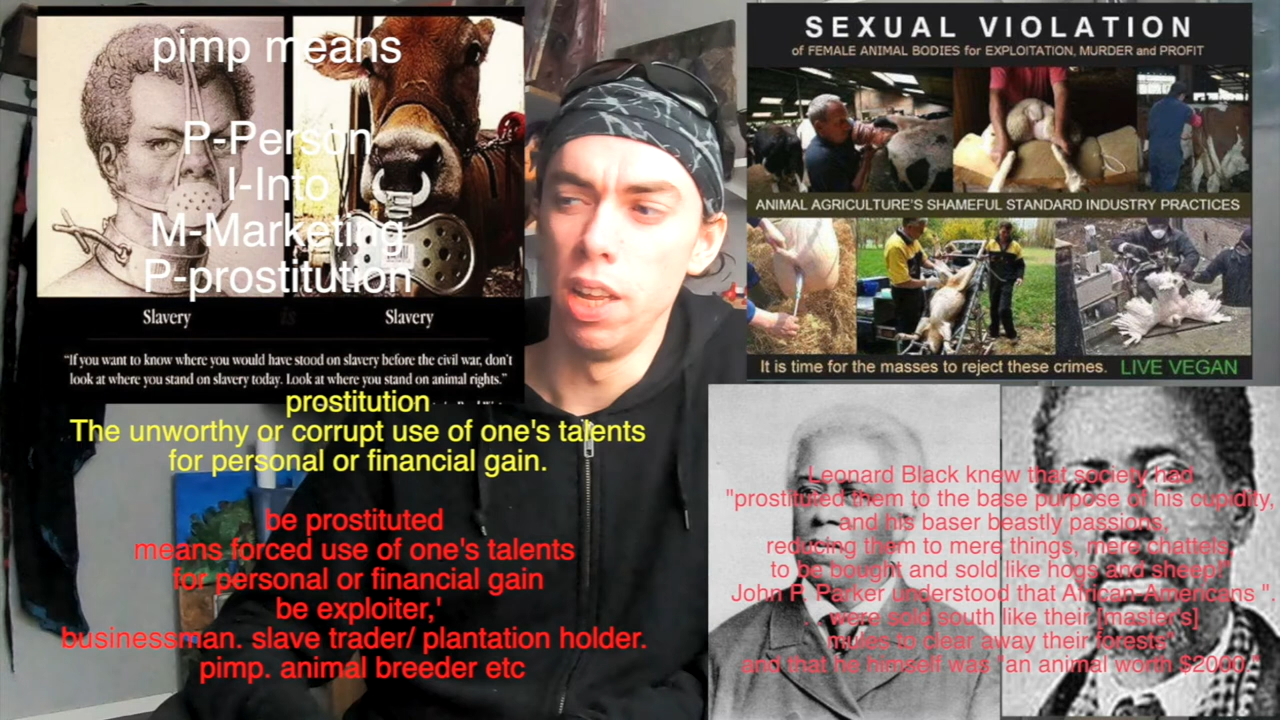 pimp means
P-Person
I-Into
M-Marketing
P-prostitution
Slavery is Slavery
"If you want to know where you would have stood on slavery before the civil war, don't
look at where you stand on slavery today. Look at where you stand on animal rights."
prostitution
The unworthy or corrupt use of one's talents
for personal or financial gain.
be prostituted
means forced use of one's talents
for personal or financial gain
be exploiter,'
businessman. slave trader/ plantation holder.
pimp. animal breeder etc
SEXUAL VIOLATION
of FEMALE ANIMAL BODIES for EXPLOITATION, MURDER and PROFIT
ANIMAL AGRICULTURE'S SHAMEFUL STANDARD INDUSTRY PRACTICES
It is time for the masses to reject these crimes. LIVE VEGAN
Leonard Black knew that society had
"prostituted them to the base purpose of his cupidity,
and his baser beastly passions,
reducing them to mere things, mere chattels,
to be bought and sold like hogs and sheep!"
John P. Parker understood that African-Americans ".
. . were sold south like their [master's]
mules to clear away their forests"
and that he himself was "an animal worth $2000."